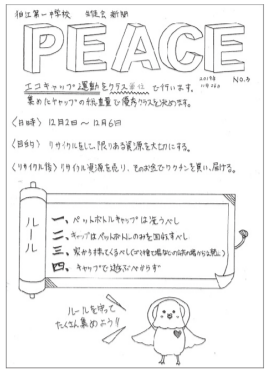 狛江第一中学校 生徒会新聞
PEACE
2019年
11月26日
NO.4
エコキャップ運動をクラス単位で行います。
集めたキャップの総重量で優秀クラスを決めます。
〈日時〉 12月2日〜12月6日
〈目的〉 リサイクルをして、限りある資源を大切にする。
〈リサイクル後〉リサイクル資源を売り、そのお金でワクチンを買い、届ける。
ルール
一、ペットボトルキャップは洗うべし
二、キャップはペットボトルのみを回収すべし
三、家から持ってくるべし
四、キャップで遊ぶべからず
ルールを守って
たくさん集めよう!!